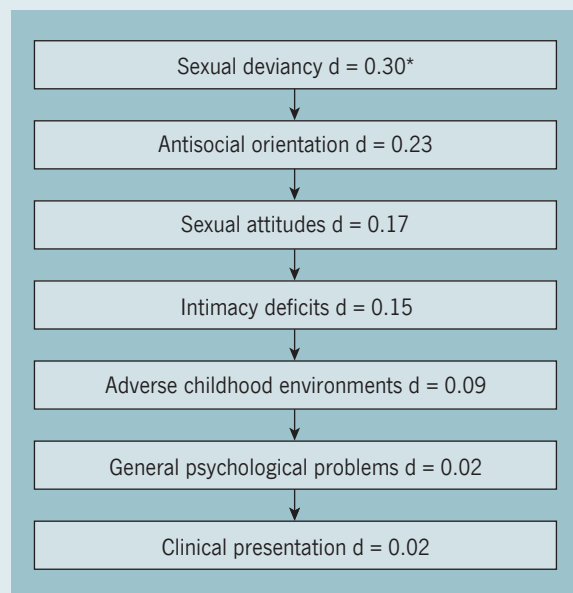 Sexual deviancy d = 0.30*
Antisocial orientation d = 0.23
Sexual attitudes d = 0.17
Intimacy deficits d = 0.15
Adverse childhood environments d = 0.09
General psychological problems d = 0.02
Clinical presentation d = 0.02